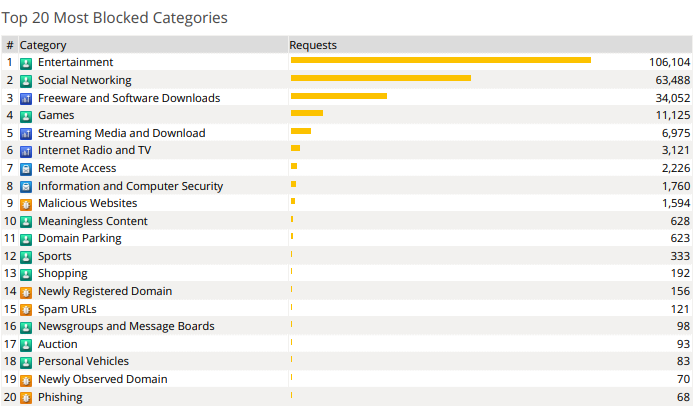 Top 20 Most Blocked Categories
# Category Requests
1 Entertainment 106,104
2 Social Networking 63,488
3 Freeware and Software Downloads 34,052
4 Games 11,125
5 Streaming Media and Download 6,975
6 Internet Radio and TV 3,121
7 Remote Access 2,226
8 Information and Computer Security 1,760
9 Malicious Websites 1,594
10 Meaningless Content 628
11 Domain Parking 623
12 Sports 333
13 Shopping 192
14 Newly Registered Domain 156
15 Spam URLs 121
16 Newsgroups and Message Boards 98
17 Auction 93
18 Personal Vehicles 83
19 Newly Observed Domain 70
20 Phishing 68